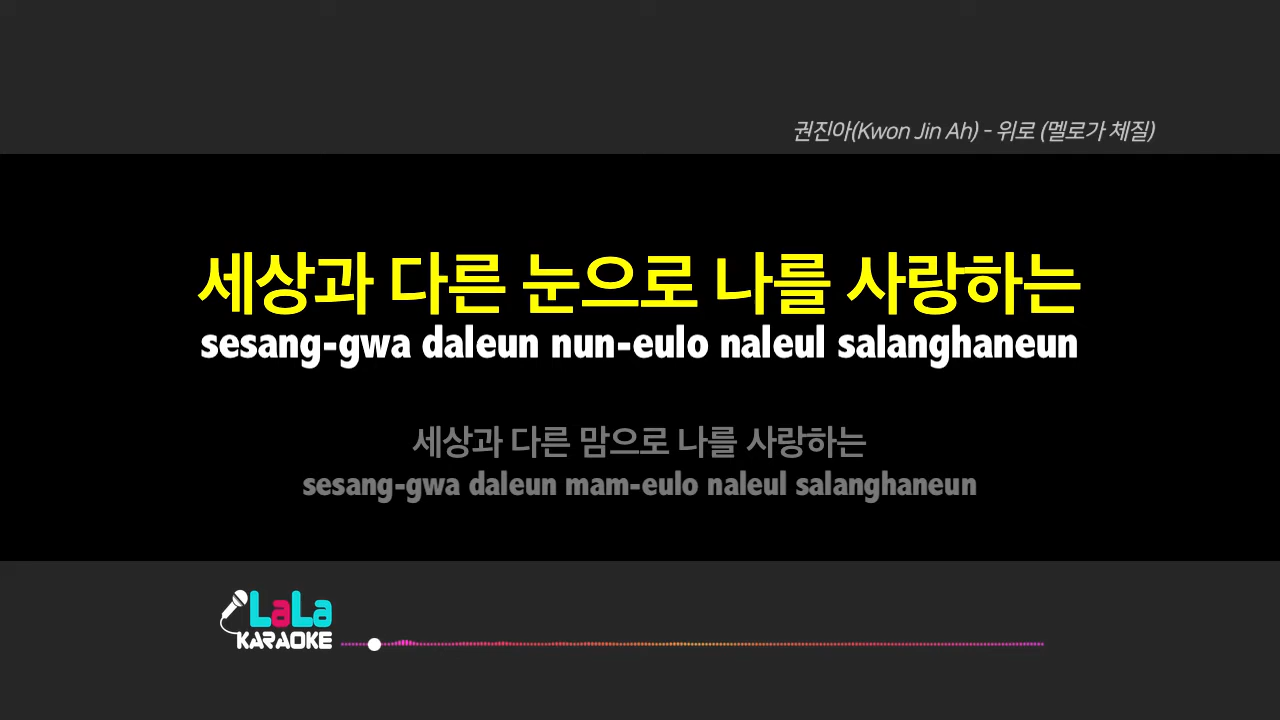 권진아(Kwon Jin Ah) - 위로 (멜로가 체질)
세상과 다른 눈으로 나를 사랑하는
sesang-gwa daleun nun-eulo naleul salanghaneun
세상과 다른 맘으로 나를 사랑하는
sesang-gwa daleun mam-eulo naleul salanghaneun
LaLa
KARAOKE